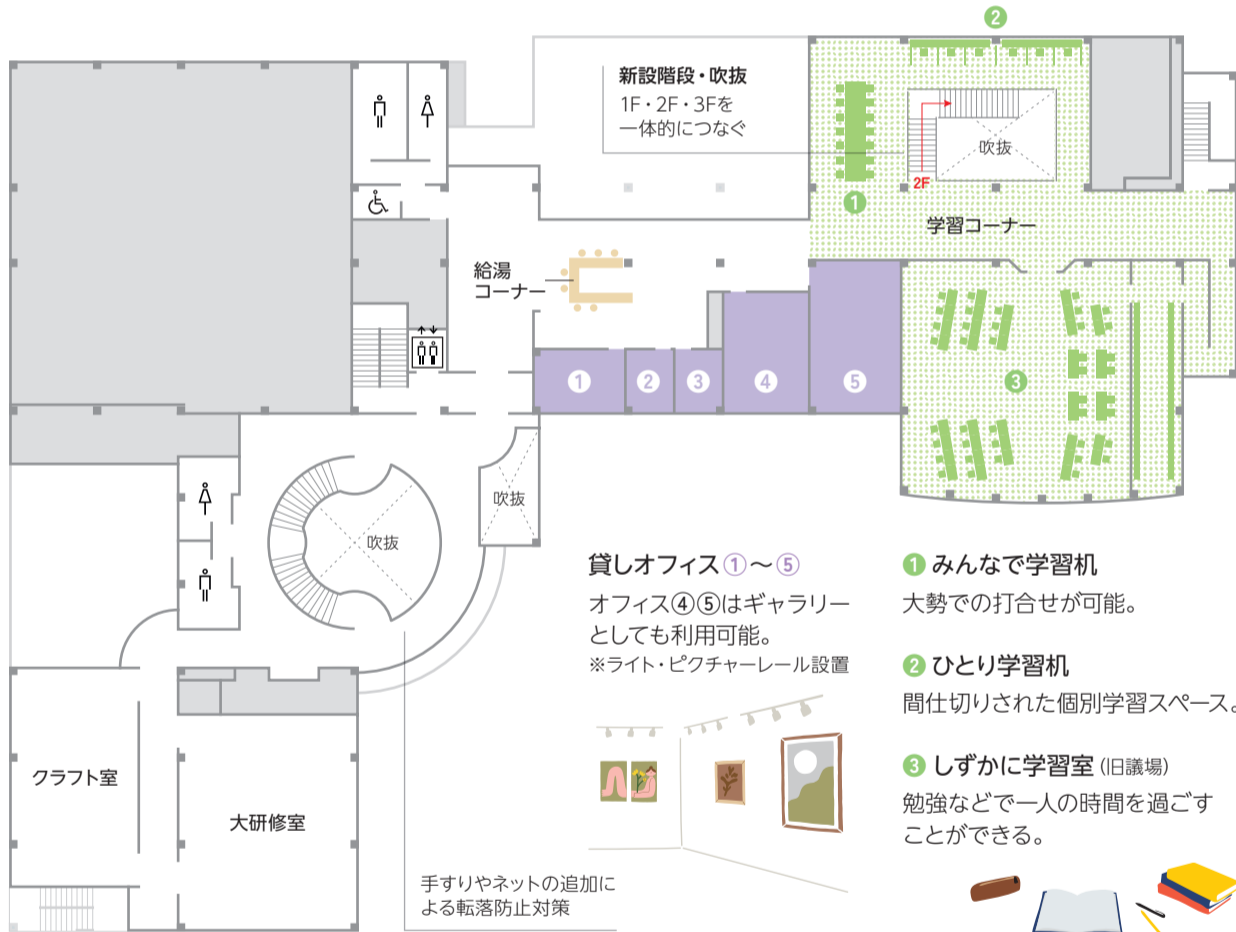 ❷
新設階段・吹抜
1F・2F・3Fを
一体的につなぐ
吹抜
2F
❶
学習コーナー
給湯
コーナー
①
②
③
④
⑤
❸
吹抜
吹抜
クラフト室
大研修室
手すりやネットの追加に
よる転落防止対策
貸しオフィス①～⑤
オフィス④⑤はギャラリー
としても利用可能。
※ライト・ピクチャーレール設置
❶ みんなで学習机
大勢での打合せが可能。
❷ ひとり学習机
間仕切りされた個別学習スペース。
❸ しずかに学習室 (旧議場)
勉強などで一人の時間を過ごす
ことができる。